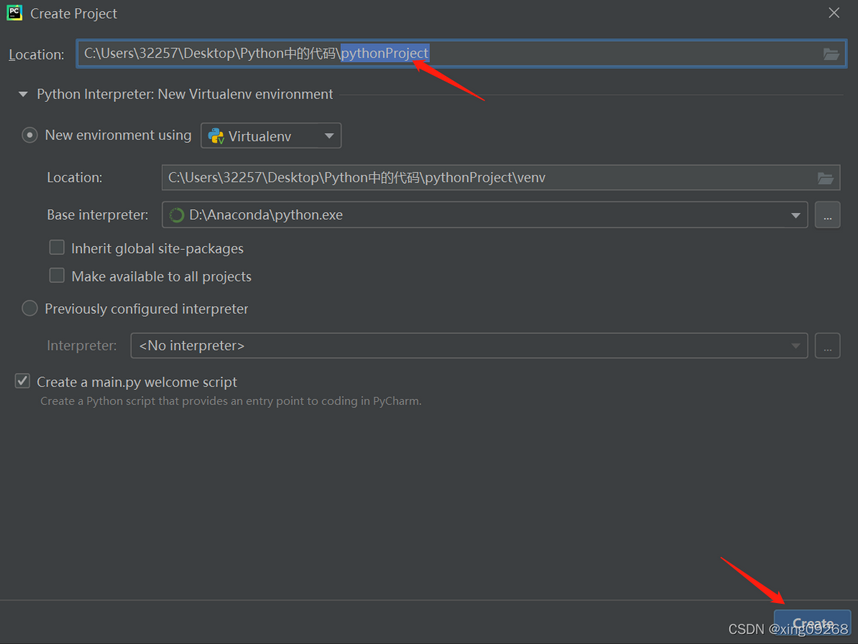 PC Create Project
Location: C:\Users\32257\Desktop\Python中的代码\pythonProject
Python Interpreter: New Virtualenv environment
New environment using Virtualenv
Location: C:\Users\32257\Desktop\Python中的代码\pythonProject\venv
Base interpreter: D:\Anaconda\python.exe ...
Inherit global site-packages
Make available to all projects
Previously configured interpreter
Interpreter: <No interpreter> ...
Create a main.py welcome script
Create a Python script that provides an entry point to coding in PyCharm.
Create
CSDN @xing09268